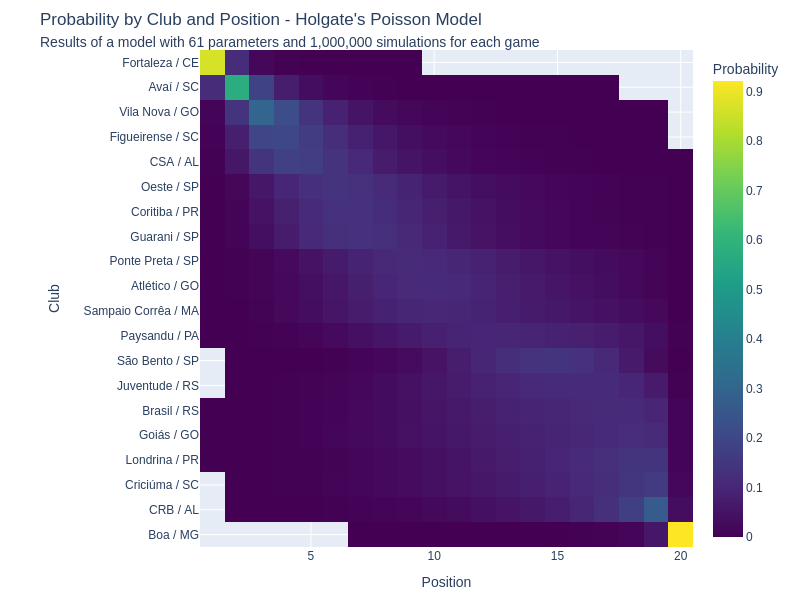 Probability by Club and Position - Holgate's Poisson Model
Results of a model with 61 parameters and 1,000,000 simulations for each game
Probability
Club
Fortaleza / CE
Avaí / SC
Vila Nova / GO
Figueirense / SC
CSA / AL
Oeste / SP
Coritiba / PR
Guarani / SP
Ponte Preta / SP
Atlético / GO
Sampaio Corrêa / MA
Paysandu / PA
São Bento / SP
Juventude / RS
Brasil / RS
Goiás / GO
Londrina / PR
Criciúma / SC
CRB / AL
Boa / MG
0.9
0.8
0.7
0.6
0.5
0.4
0.3
0.2
0.1
0
5 10 15 20
Position